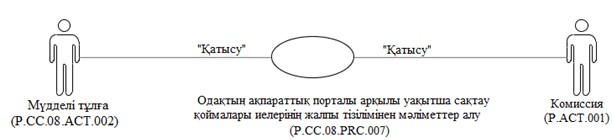 "Қатысу"
"Қатысу"
Мүдделі тұлға
(P.CC.08.ACT.002)
Одақтың ақпараттық порталы арқылы уақытша сақтау
қоймалары иелерінің жалпы тізілімінен мәліметтер алу
(P.CC.08.PRC.007)
Комиссия
(P.ACT.001)